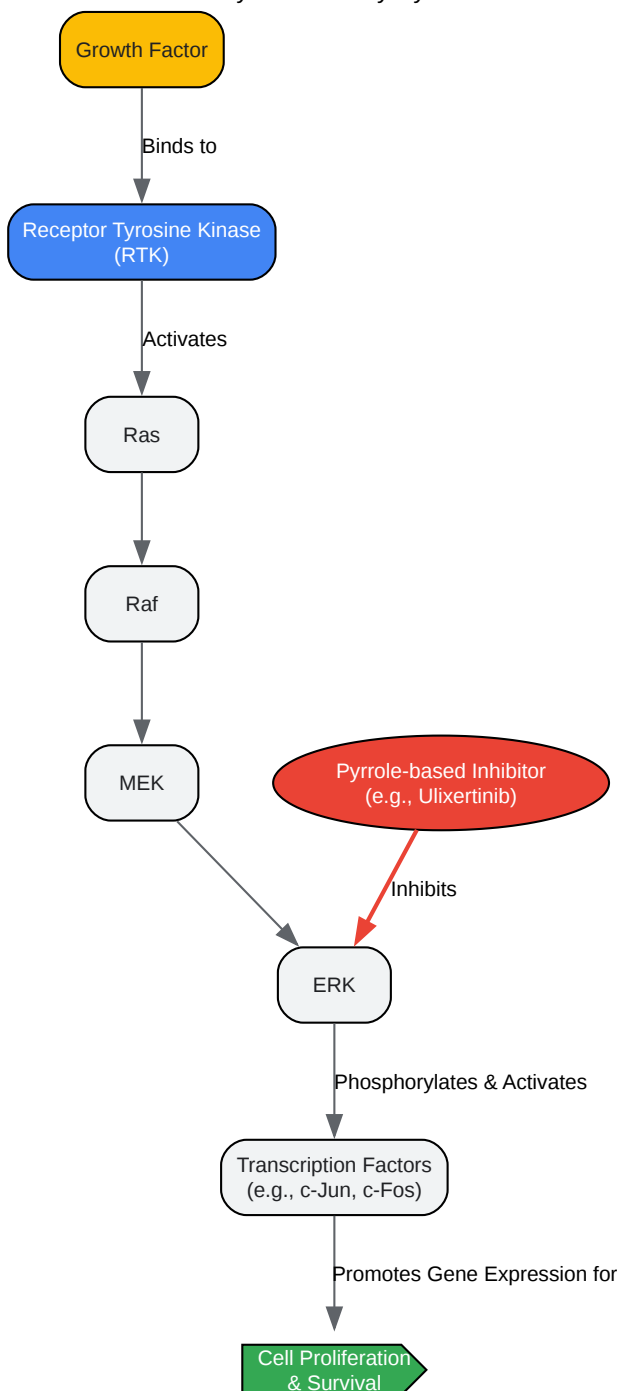 Growth Factor
Binds to
Receptor Tyrosine Kinase
(RTK)
Activates
Ras
Raf
MEK
Pyrrole-based Inhibitor
(e.g., Ulixertinib)
Inhibits
ERK
Phosphorylates & Activates
Transcription Factors
(e.g., c-Jun, c-Fos)
Promotes Gene Expression for
Cell Proliferation
& Survival